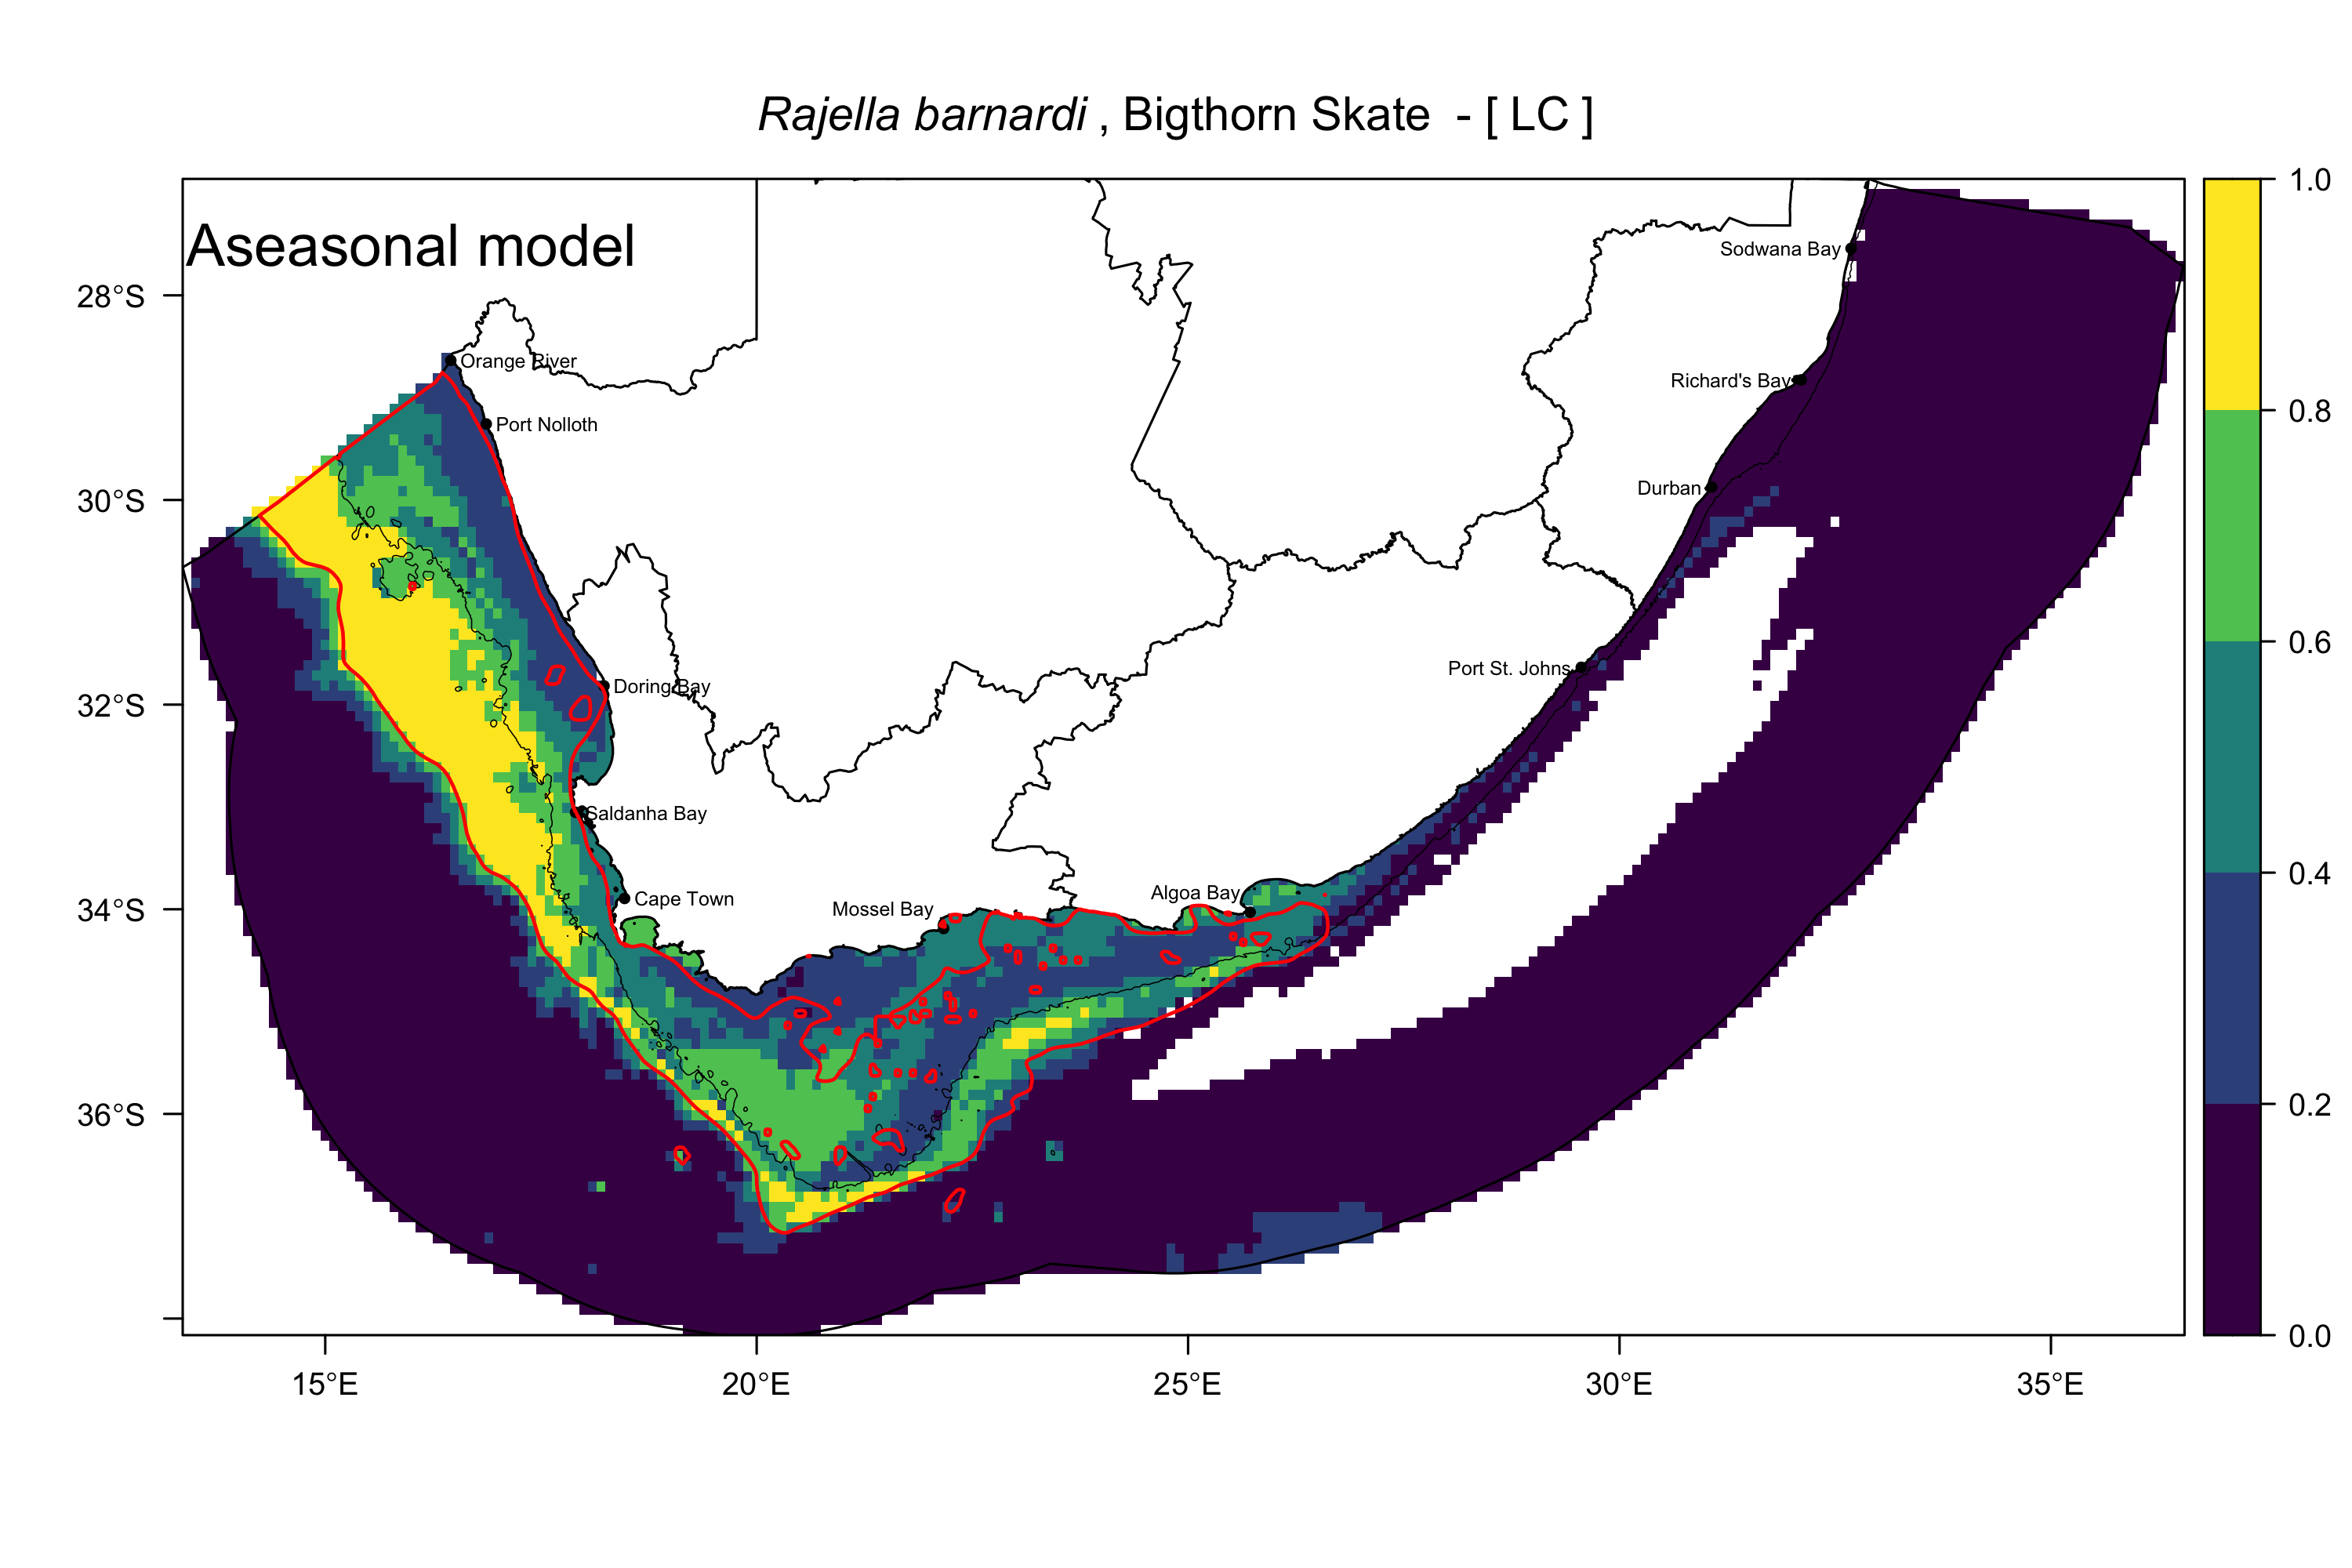 Rajella barnardi , Bigthorn Skate - [ LC ]
Aseasonal model
1.0
0.8
0.6
0.4
0.2
0.0
28°S
30°S
32°S
34°S
36°S
15°E
20°E
25°E
30°E
35°E
Sodwana Bay
Orange River
Richard's Bay
Port Nolloth
Durban
Port St. Johns
Doring Bay
Saldanha Bay
Algoa Bay
Cape Town
Mossel Bay